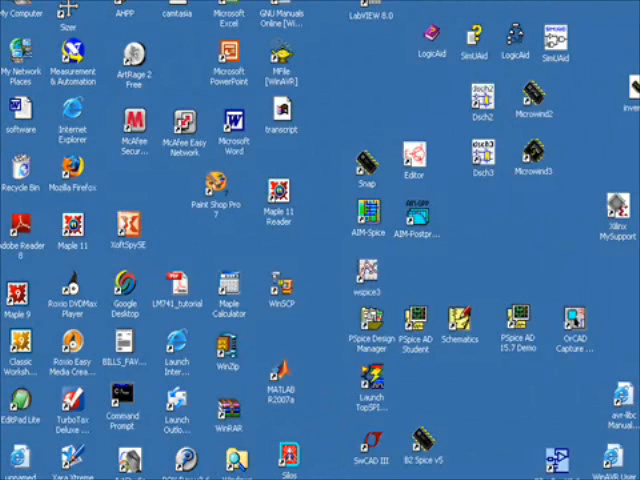 My Computer
Sizer
AHPP
camtasia
Microsoft
Excel
GNU Manuals
Online [Wi...
LabVIEW 8.0
LogicAid
SimUAid
LogicAid
SimUAid
My Network
Places
Measurement
& Automation
ArtRage 2
Free
Microsoft
PowerPoint
MFile
[WinAVR]
Dsch2
Microwind2
software
Internet
Explorer
McAfee
Secur...
McAfee Easy
Network
Microsoft
Word
transcript
Recycle Bin
Mozilla Firefox
Paint Shop Pro
7
Maple 11
Reader
Snap
Editor
Dsch3
Microwind3
Adobe Reader
8
Maple 11
XoftSpySE
AIM-Spice
AIM-Postpr...
Xilinx
MySupport
Maple 9
Roxio DVDMax
Player
Google
Desktop
LM741_tutorial
Maple
Calculator
WinSCP
wspice3
Classic
Worksh...
Roxio Easy
Media Crea...
BILLS_FAV...
Launch
Inter...
WinZip
PSpice Design
Manager
PSpice AD
Student
Schematics
PSpice AD
15.7 Demo
OrCAD
Capture ...
EditPad Lite
TurboTax
Deluxe ...
Command
Prompt
Launch
Outlo...
WinRAR
MATLAB
R2007a
Launch
TopSPI...
avr-libc
Manual...
unnamed
Xara Xtreme
Silos
SwCAD III
B2 Spice v5
WinAVR User